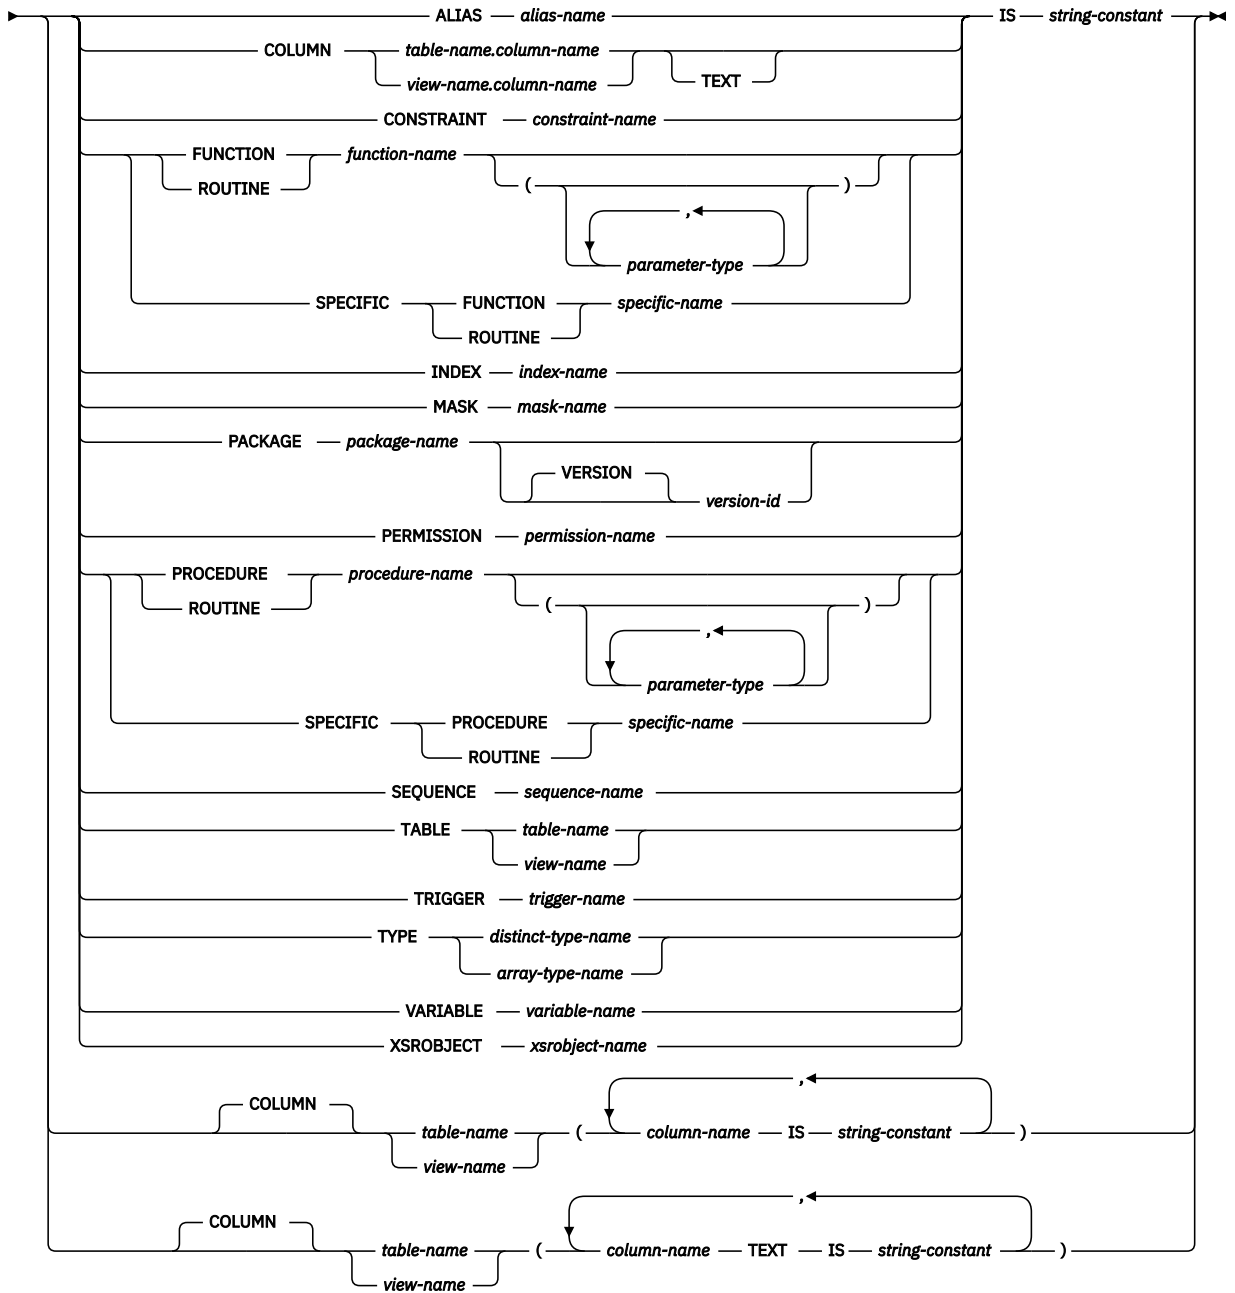 ALIAS alias-name IS string-constant
COLUMN table-name.column-name
view-name.column-name TEXT
CONSTRAINT constraint-name
FUNCTION function-name
ROUTINE ( )
,
parameter-type
SPECIFIC FUNCTION specific-name
ROUTINE
INDEX index-name
MASK mask-name
PACKAGE package-name
VERSION
version-id
PERMISSION permission-name
PROCEDURE procedure-name
ROUTINE ( )
,
parameter-type
SPECIFIC PROCEDURE specific-name
ROUTINE
SEQUENCE sequence-name
TABLE table-name
view-name
TRIGGER trigger-name
TYPE distinct-type-name
array-type-name
VARIABLE variable-name
XSROBJECT xsrobject-name
,
COLUMN
table-name ( column-name IS string-constant )
view-name
,
COLUMN
table-name ( column-name TEXT IS string-constant )
view-name